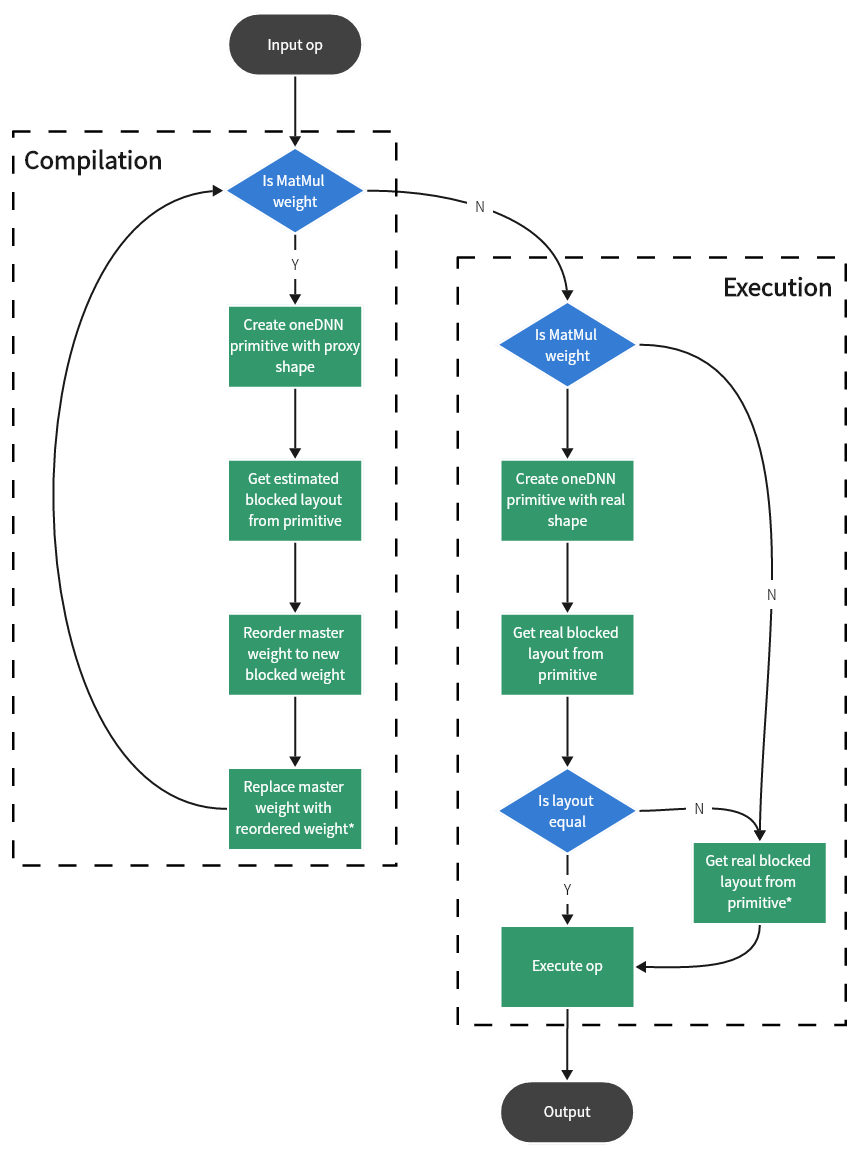 Input op
Compilation
Is MatMul
weight
N
Y
Create oneDNN
primitive with proxy
shape
Get estimated
blocked layout
from primitive
Reorder master
weight to new
blocked weight
Replace master
weight with
reordered weight*
Execution
Is MatMul
weight
Create oneDNN
primitive with real
shape
N
Get real blocked
layout from
primitive
Is layout
equal
N
Y
Get real blocked
layout from
primitive*
Execute op
Output